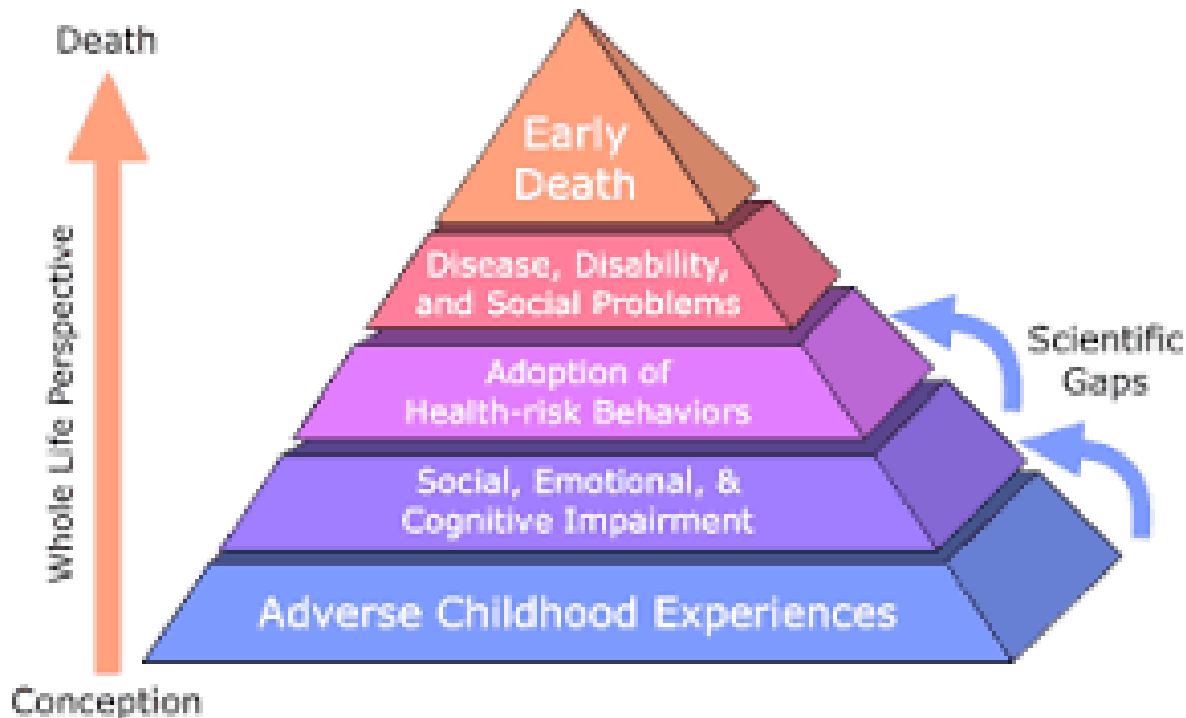 Death
Early
Death
Disease, Disability,
and Social Problems
Adoption of
Health-risk Behaviors
Social, Emotional, &
Cognitive Impairment
Adverse Childhood Experiences
Whole Life Perspective
Conception
Scientific
Gaps